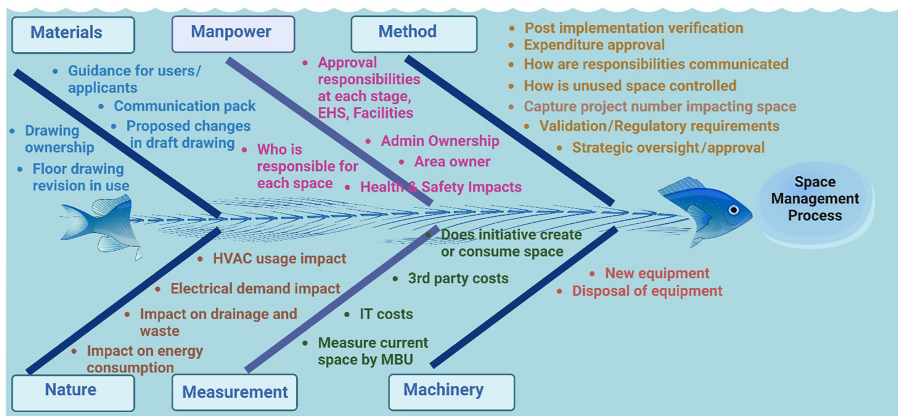 Materials
Manpower
Method
• Guidance for users/
applicants
• Communication pack
• Proposed changes
in draft drawing
• Drawing
ownership
• Floor drawing
revision in use
• Approval
responsibilities
at each stage,
EHS, Facilities
• Admin Ownership
• Who is
responsible for
each space
• Area owner
• Health & Safety Impacts
• Post implementation verification
• Expenditure approval
• How are responsibilities communicated
• How is unused space controlled
• Capture project number impacting space
• Validation/Regulatory requirements
• Strategic oversight/approval
Space
Management
Process
• HVAC usage impact
• Electrical demand impact
• Impact on drainage and
waste
• Impact on energy
consumption
• Does initiative create
or consume space
• 3rd party costs
• IT costs
• Measure current
space by MBU
• New equipment
• Disposal of equipment
Nature
Measurement
Machinery